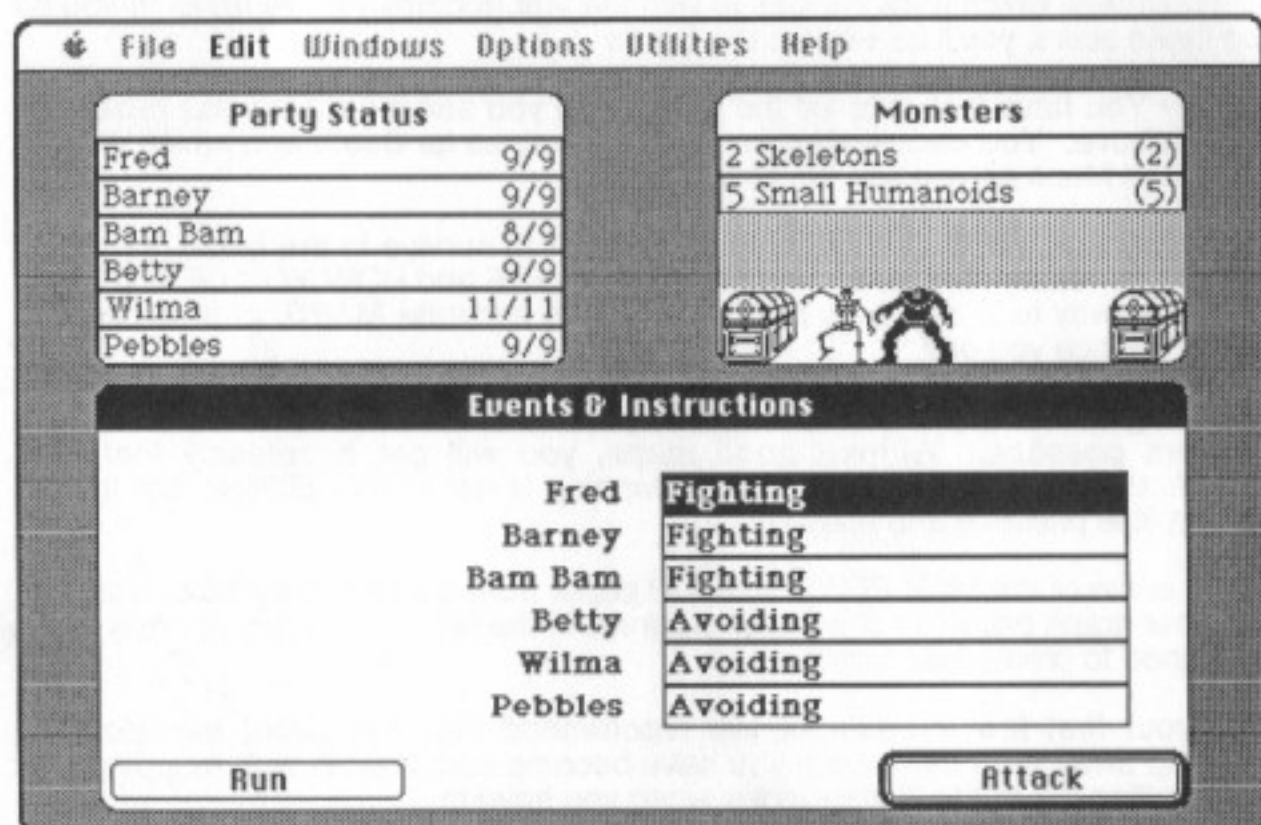 File Edit Windows Options Utilities Help
Party Status
Fred 9/9
Barney 9/9
Bam Bam 8/9
Betty 9/9
Wilma 11/11
Pebbles 9/9
Monsters
2 Skeletons (2)
5 Small Humanoids (5)
Events & Instructions
Fred Fighting
Barney Fighting
Bam Bam Fighting
Betty Avoiding
Wilma Avoiding
Pebbles Avoiding
Run
Attack